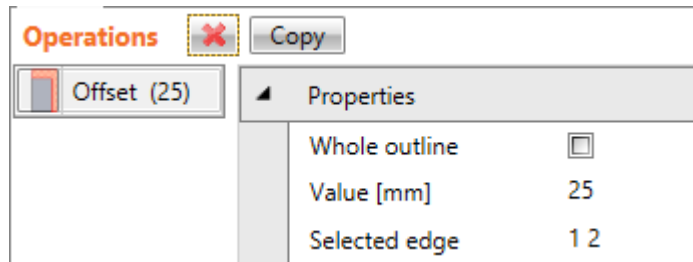 Operations Copy
Offset (25) Properties
Whole outline
Value [mm] 25
Selected edge 1 2